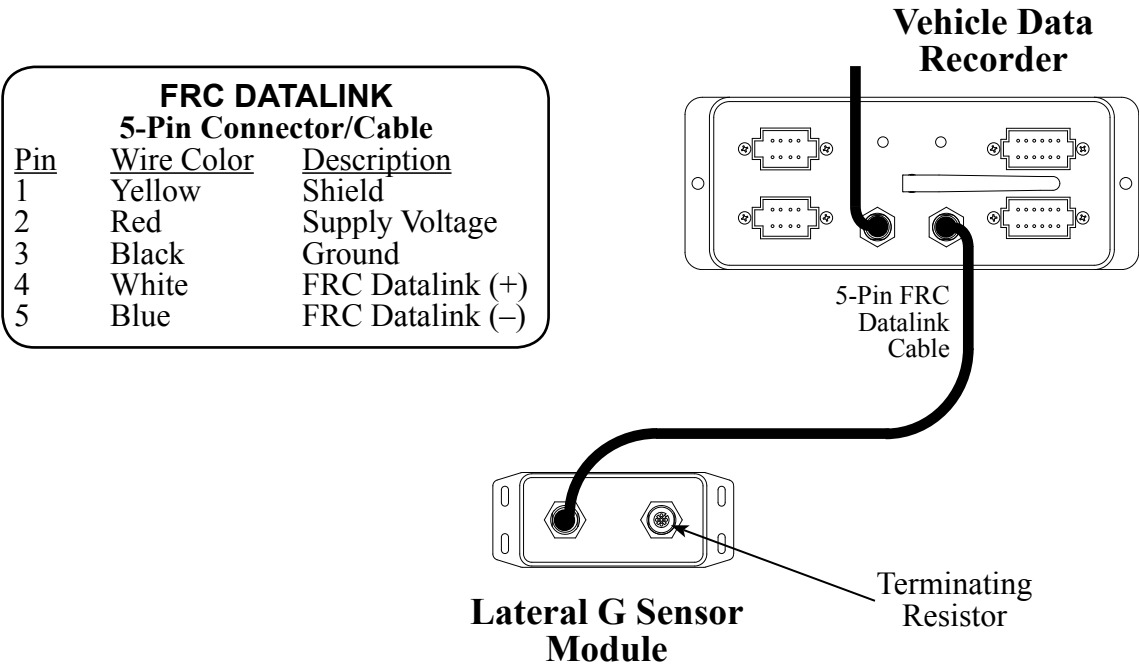 Vehicle Data
Recorder
FRC DATALINK
5-Pin Connector/Cable
Pin Wire Color Description
1 Yellow Shield
2 Red Supply Voltage
3 Black Ground
4 White FRC Datalink (+)
5 Blue FRC Datalink (–)
5-Pin FRC
Datalink
Cable
Terminating
Resistor
Lateral G Sensor
Module